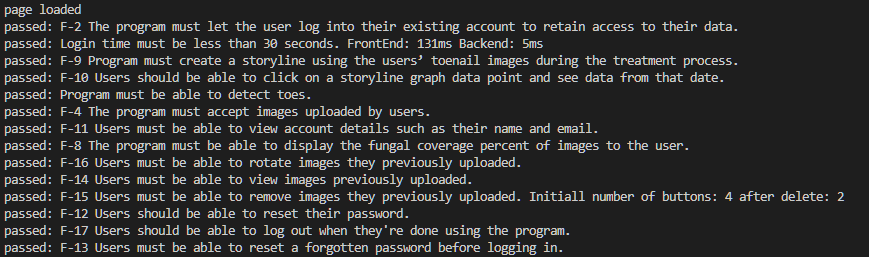 page loaded
passed: F-2 The program must let the user log into their existing account to retain access to their data.
passed: Login time must be less than 30 seconds. FrontEnd: 131ms Backend: 5ms
passed: F-9 Program must create a storyline using the users’ toenail images during the treatment process.
passed: F-10 Users should be able to click on a storyline graph data point and see data from that date.
passed: Program must be able to detect toes.
passed: F-4 The program must accept images uploaded by users.
passed: F-11 Users must be able to view account details such as their name and email.
passed: F-8 The program must be able to display the fungal coverage percent of images to the user.
passed: F-16 Users must be able to rotate images they previously uploaded.
passed: F-14 Users must be able to view images previously uploaded.
passed: F-15 Users must be able to remove images they previously uploaded. Initiall number of buttons: 4 after delete: 2
passed: F-12 Users should be able to reset their password.
passed: F-17 Users should be able to log out when they're done using the program.
passed: F-13 Users must be able to reset a forgotten password before logging in.